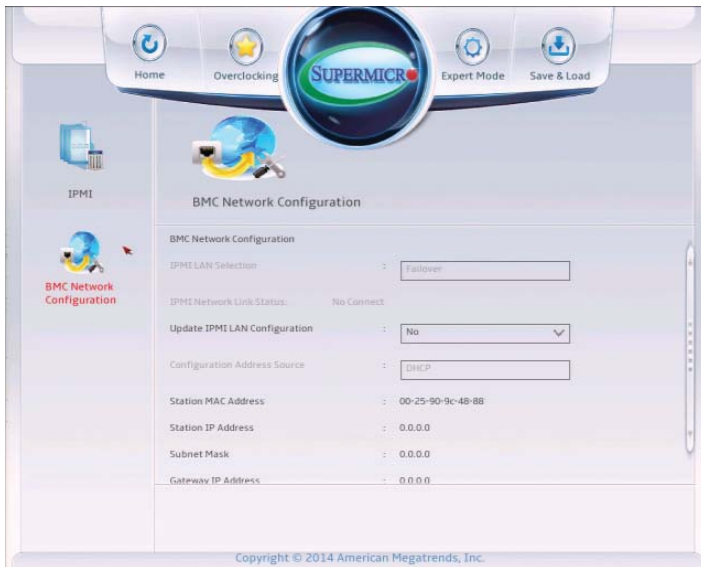 Home
Overclocking
SUPERMICRO
Expert Mode
Save & Load
IPMI
BMC Network Configuration
BMC Network
Configuration
BMC Network Configuration
IPMI LAN Selection : Failover
IPMI Network Link Status: No Connect
Update IPMI LAN Configuration : No
Configuration Address Source : DHCP
Station MAC Address : 00-25-90-9c-48-88
Station IP Address : 0.0.0.0
Subnet Mask : 0.0.0.0
Gateway IP Address : 0.0.0.0
Copyright © 2014 American Megatrends, Inc.